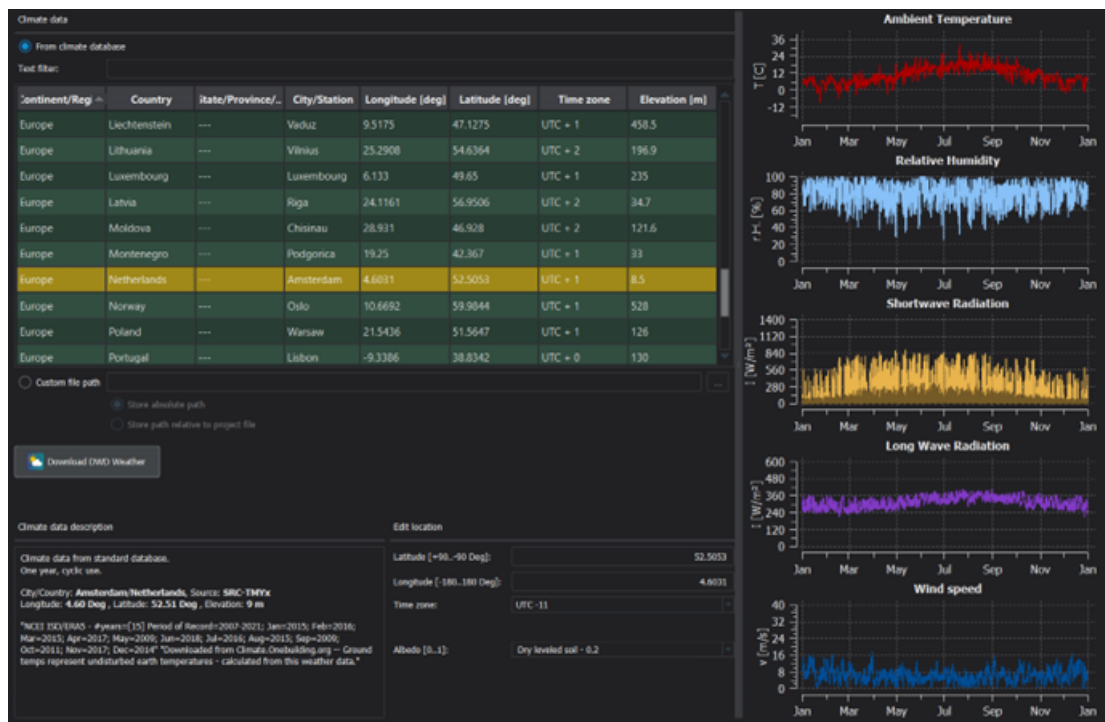 Climate data
From climate database
Text filter:
Continent/Regi Country State/Province/.. City/Station Longitude [deg] Latitude [deg] Time zone Elevation [m]
Europe Liechtenstein --- Vaduz 9.5175 47.1275 UTC + 1 458.5
Europe Lithuania --- Vilnius 25.2908 54.6364 UTC + 2 196.9
Europe Luxembourg --- Luxembourg 6.133 49.65 UTC + 1 235
Europe Latvia --- Riga 24.1161 56.9506 UTC + 2 34.7
Europe Moldova --- Chisinau 28.931 46.928 UTC + 2 121.6
Europe Montenegro --- Podgorica 19.25 42.367 UTC + 1 33
Europe Netherlands --- Amsterdam 4.6031 52.5053 UTC + 1 8.5
Europe Norway --- Oslo 10.6692 59.9844 UTC + 1 528
Europe Poland --- Warsaw 21.5436 51.5647 UTC + 1 126
Europe Portugal --- Lisbon -9.3386 38.8342 UTC + 0 130
Custom file path ...
Store absolute path
Store path relative to project file
Download DWD Weather
Climate data description
Climate data from standard database.
One year, cyclic use.
City/Country: Amsterdam/Netherlands, Source: SRC-TMYx
Longitude: 4.60 Deg , Latitude: 52.51 Deg , Elevation: 9 m
"NCEI ISD/ERA5 - #years=[15] Period of Record=2007-2021; Jan=2015; Feb=2016;
Mar=2015; Apr=2017; May=2009; Jun=2018; Jul=2016; Aug=2015; Sep=2009;
Oct=2011; Nov=2017; Dec=2014" "Downloaded from Climate.Onebuilding.org -- Ground
temps represent undisturbed earth temperatures - calculated from this weather data."
Edit location
Latitude [+90..-90 Deg]: 52.5053
Longitude [-180..180 Deg]: 4.6031
Time zone: UTC -11
Albedo [0..1]: Dry leveled soil - 0.2
Ambient Temperature
T [C]
36
24
12
0
-12
Jan Mar May Jul Sep Nov Jan
Relative Humidity
r.H. [%]
100
80
60
40
20
0
Jan Mar May Jul Sep Nov Jan
Shortwave Radiation
I [W/m²]
1400
1120
840
560
280
0
Jan Mar May Jul Sep Nov Jan
Long Wave Radiation
I [W/m²]
600
480
360
240
120
0
Jan Mar May Jul Sep Nov Jan
Wind speed
v [m/s]
40
32
24
16
8
0
Jan Mar May Jul Sep Nov Jan